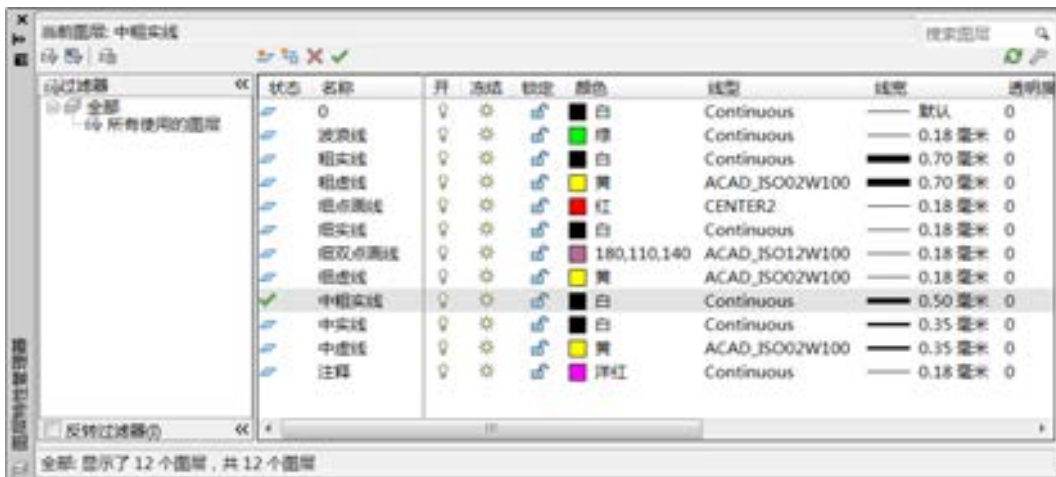 当前图层: 中粗实线
搜索图层
过滤器
全部
所有使用的图层
状态 名称 开 冻结 锁定 颜色 线型 线宽 透明度
0 白 Continuous 默认 0
波浪线 绿 Continuous 0.18 毫米 0
粗实线 白 Continuous 0.70 毫米 0
粗虚线 黄 ACAD_ISO02W100 0.70 毫米 0
细点画线 红 CENTER2 0.18 毫米 0
细实线 白 Continuous 0.18 毫米 0
细双点画线 180,110,140 ACAD_ISO12W100 0.18 毫米 0
细虚线 黄 ACAD_ISO02W100 0.18 毫米 0
中粗实线 白 Continuous 0.50 毫米 0
中实线 白 Continuous 0.35 毫米 0
中虚线 黄 ACAD_ISO02W100 0.35 毫米 0
注释 洋红 Continuous 0.18 毫米 0
反转过滤器(I)
图层特性管理器
全部: 显示了 12 个图层，共 12 个图层